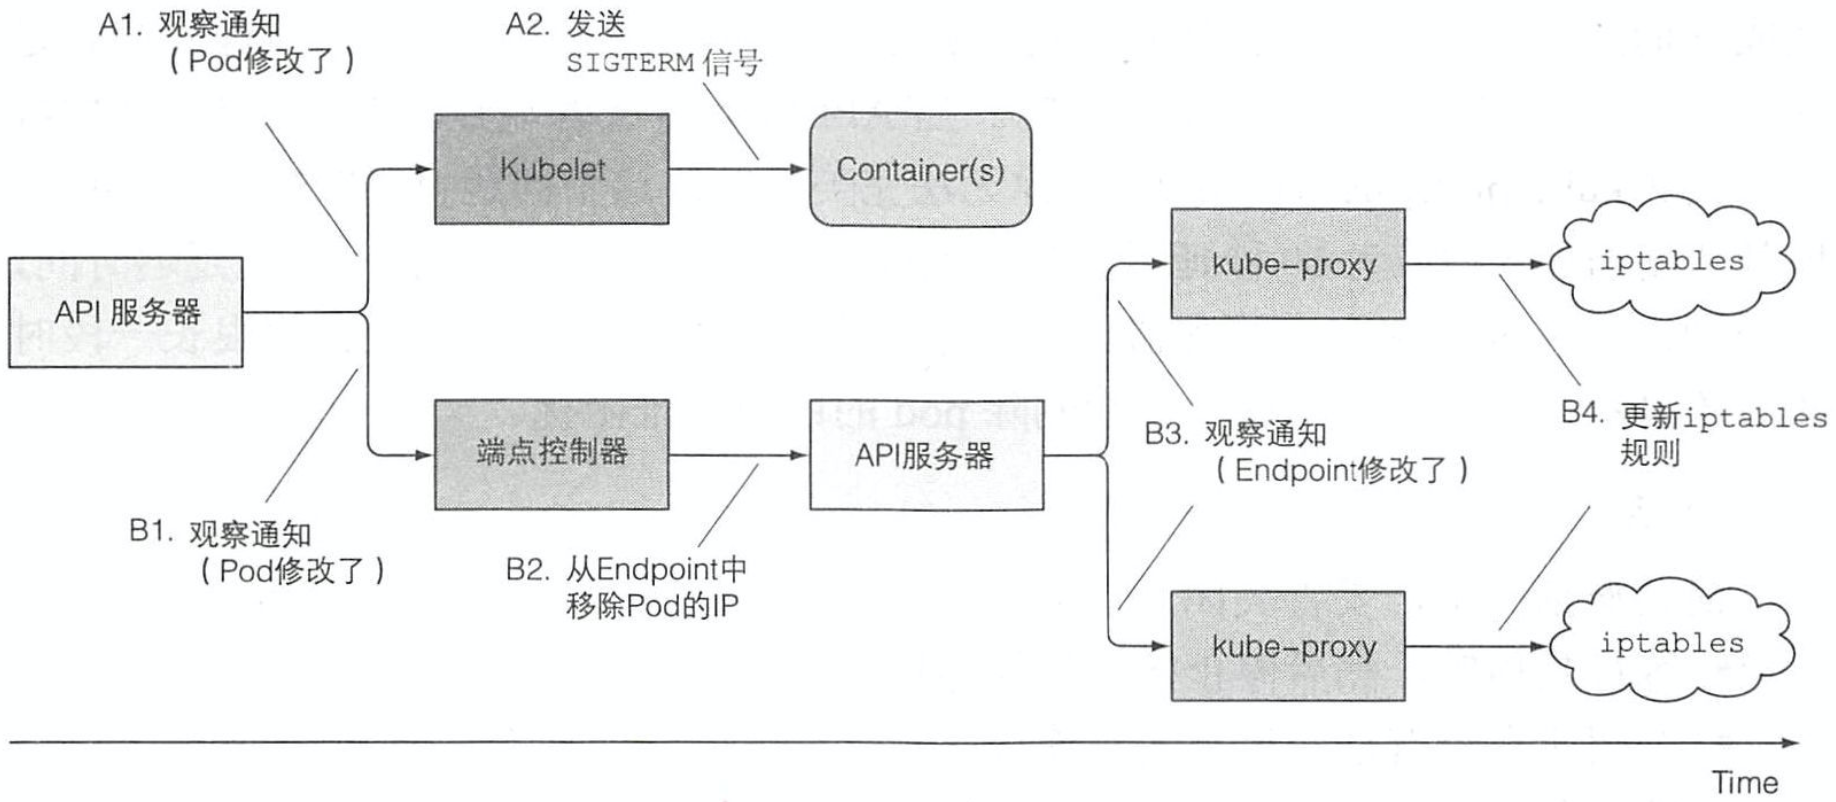 A1. 观察通知
（Pod修改了）
A2. 发送
SIGTERM 信号
Kubelet
Container(s)
API 服务器
kube-proxy
iptables
端点控制器
API服务器
B3. 观察通知
（Endpoint修改了）
B4. 更新iptables
规则
B1. 观察通知
（Pod修改了）
B2. 从Endpoint中
移除Pod的IP
kube-proxy
iptables
Time